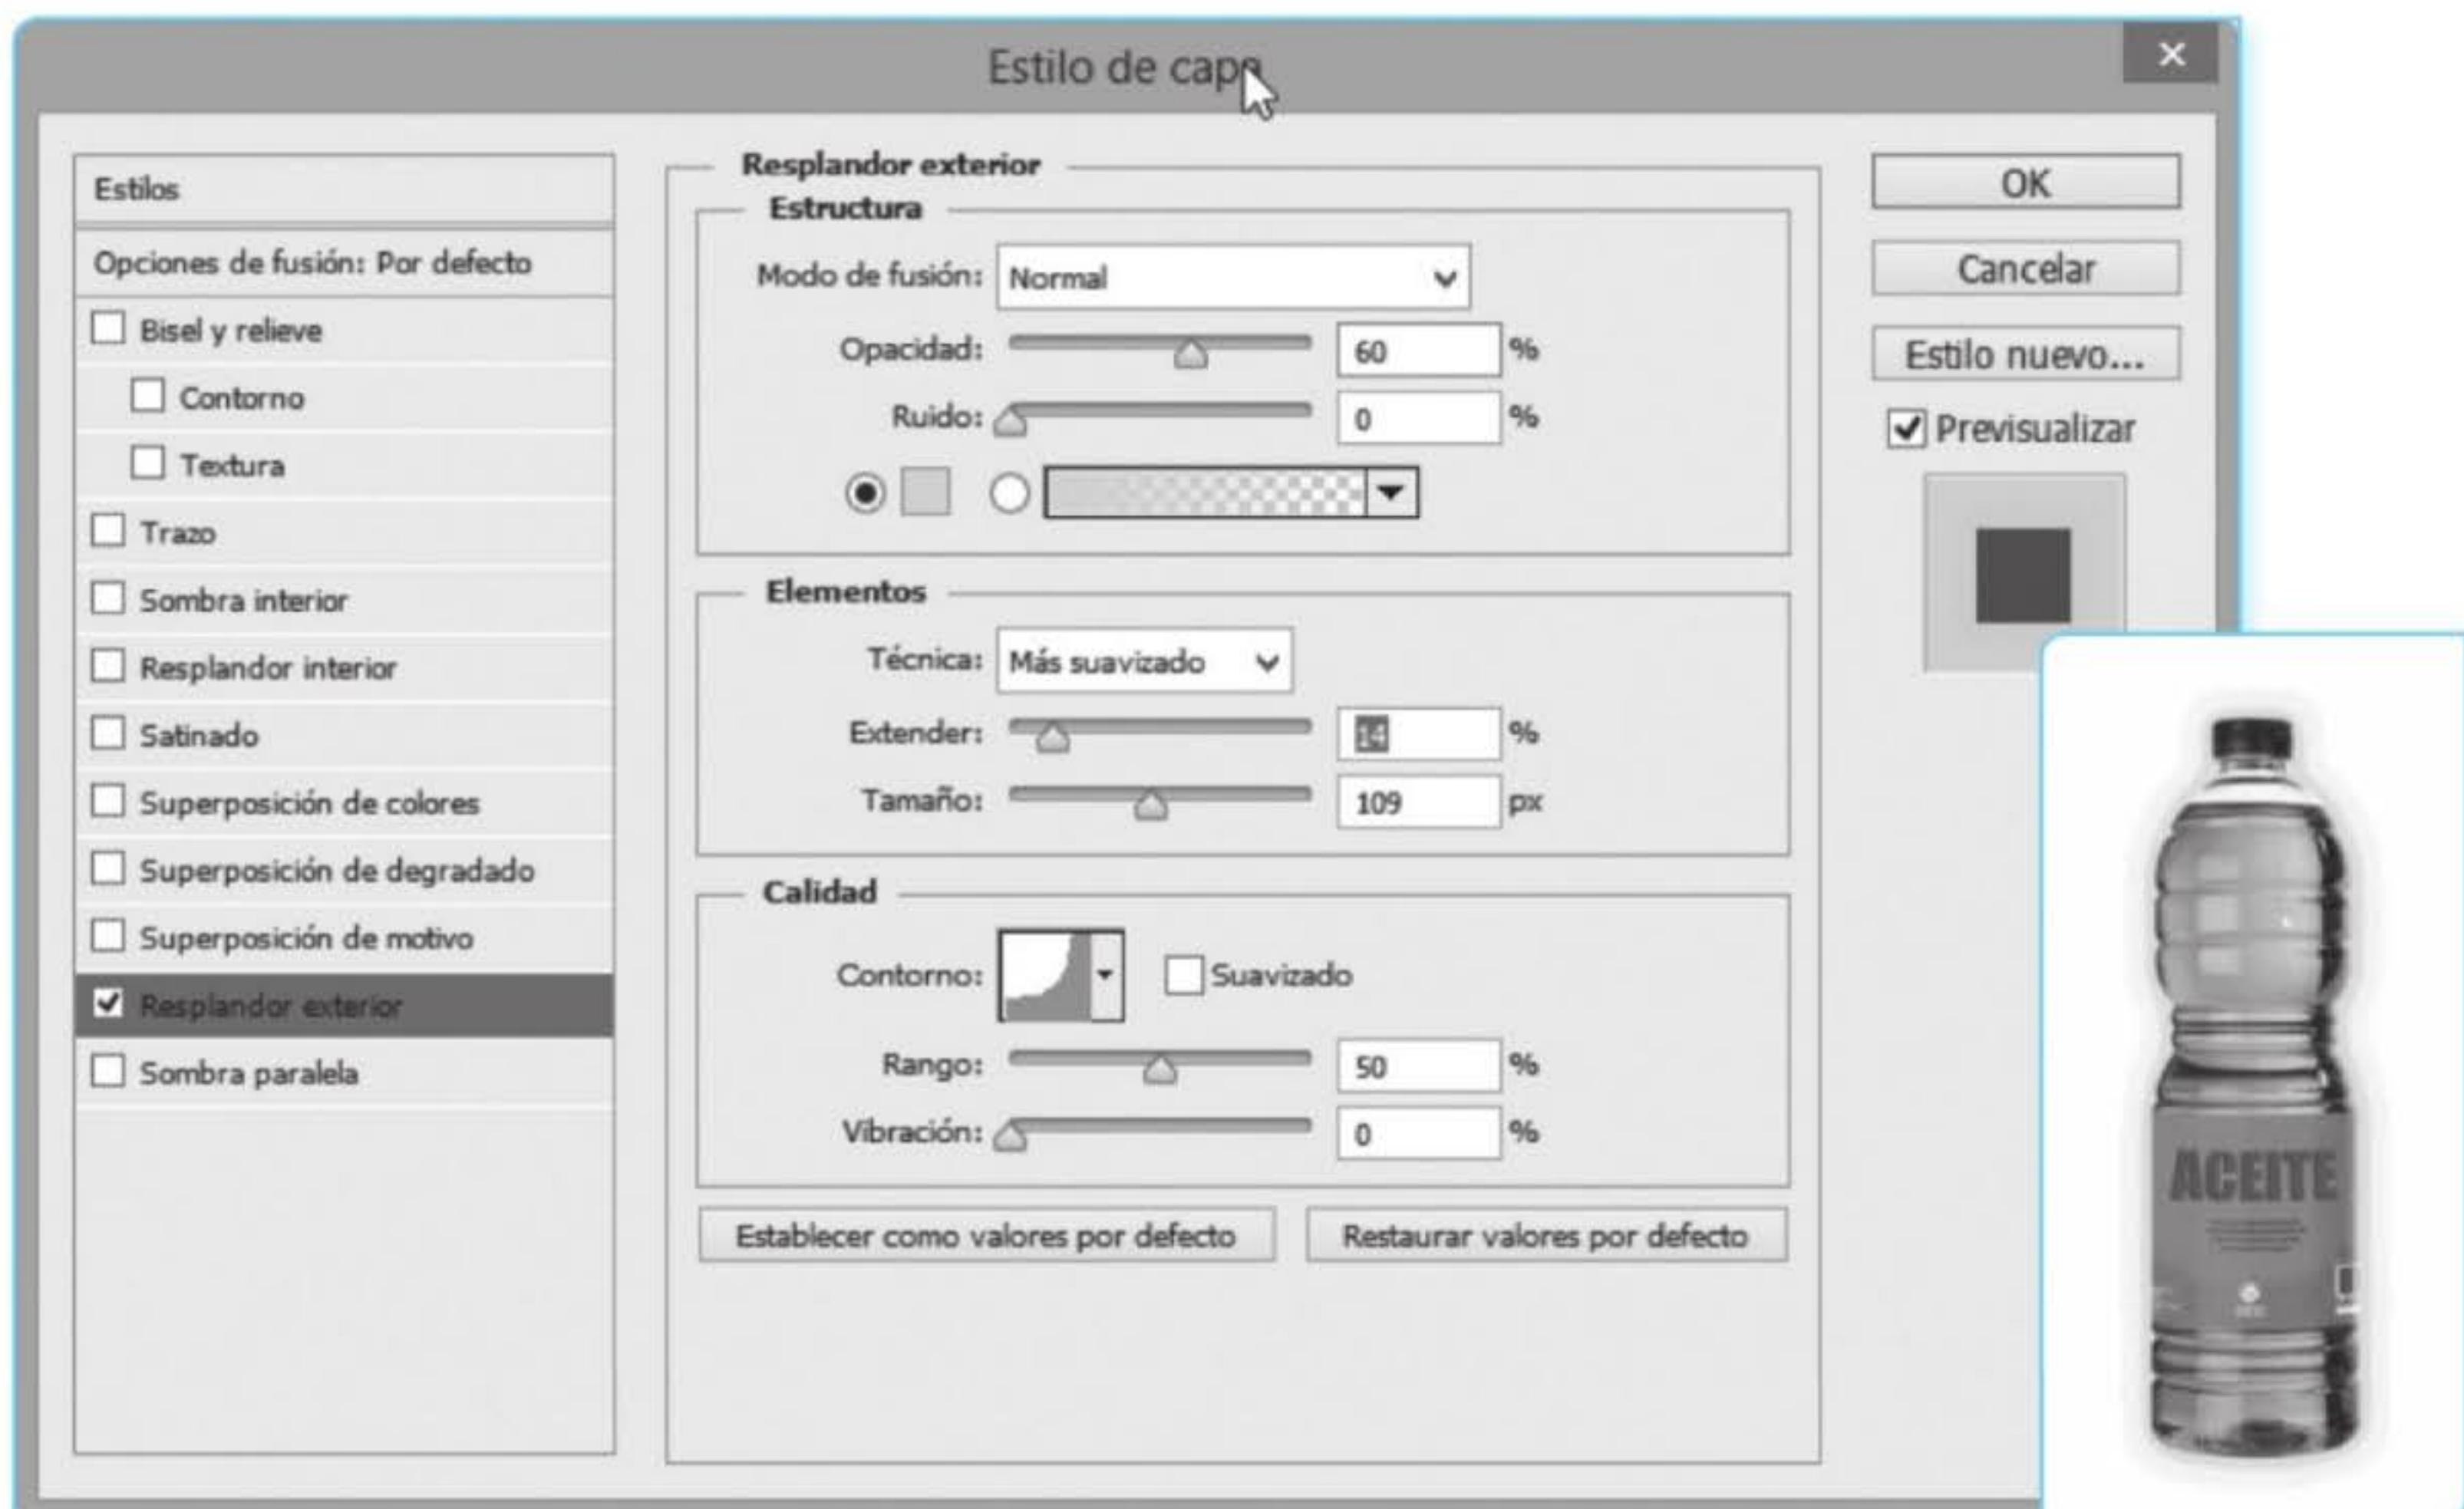 Estilo de capa
Estilos
Opciones de fusión: Por defecto
Bisel y relieve
Contorno
Textura
Trazo
Sombra interior
Resplandor interior
Satinado
Superposición de colores
Superposición de degradado
Superposición de motivo
Resplandor exterior
Sombra paralela
Resplandor exterior
Estructura
Modo de fusión: Normal
Opacidad: 60 %
Ruido: 0 %
Elementos
Técnica: Más suavizado
Extender: 14 %
Tamaño: 109 px
Calidad
Contorno: Suavizado
Rango: 50 %
Vibración: 0 %
Establecer como valores por defecto Restaurar valores por defecto
OK
Cancelar
Estilo nuevo...
Previsualizar
ACEITE